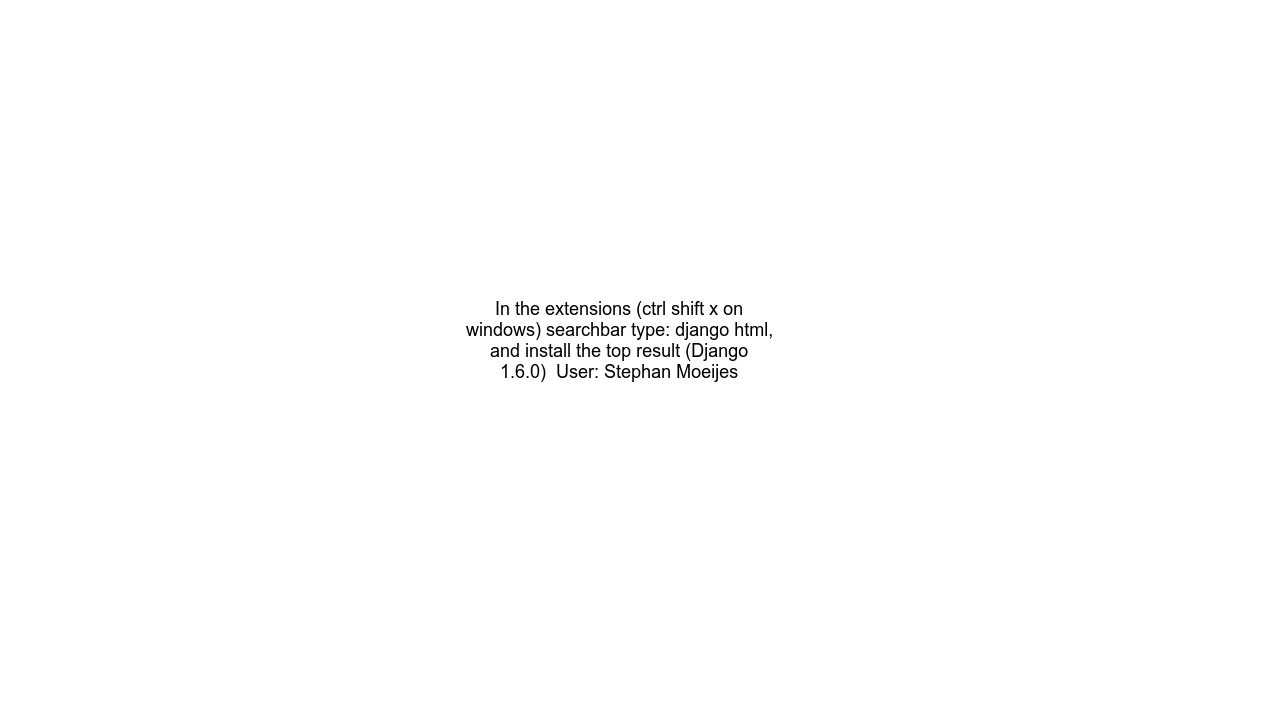 In the extensions (ctrl shift x on
windows) searchbar type: django html,
and install the top result (Django
1.6.0)  User: Stephan Moeijes